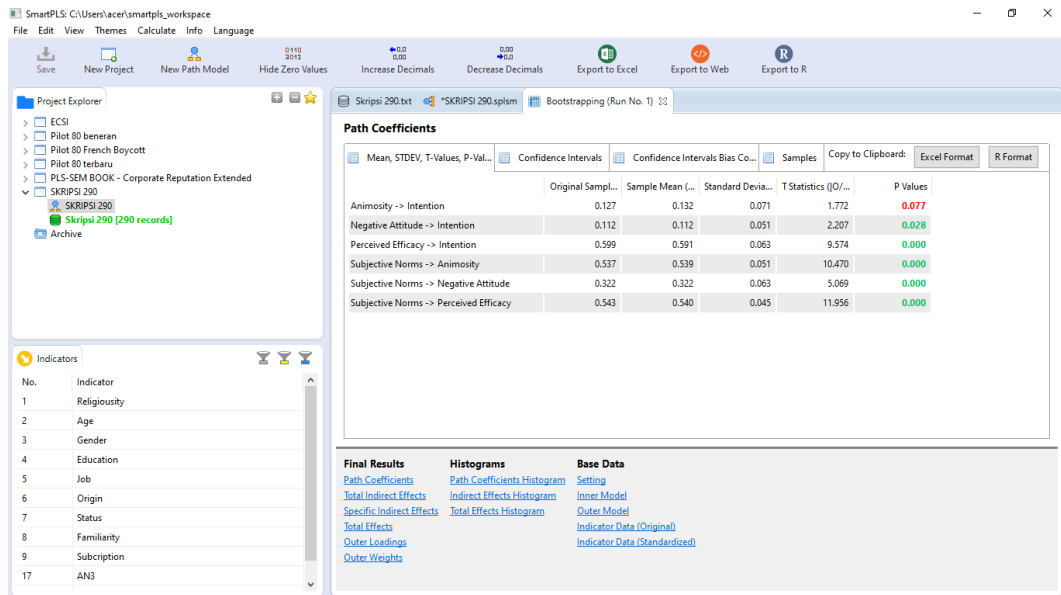 SmartPLS: C:\Users\acer\smartpls_workspace
File Edit View Themes Calculate Info Language
Save New Project New Path Model Hide Zero Values Increase Decimals Decrease Decimals Export to Excel Export to Web Export to R
Project Explorer
ECSI
Pilot 80 beneran
Pilot 80 French Boycott
Pilot 80 terbaru
PLS-SEM BOOK - Corporate Reputation Extended
SKRIPSI 290
SKRIPSI 290
Skripsi 290 [290 records]
Archive
Indicators
No. Indicator
1 Religiousity
2 Age
3 Gender
4 Education
5 Job
6 Origin
7 Status
8 Familiarity
9 Subcription
17 AN3
Skripsi 290.txt *SKRIPSI 290.splsm Bootstrapping (Run No. 1)
Path Coefficients
Mean, STDEV, T-Values, P-Val... Confidence Intervals Confidence Intervals Bias Co... Samples Copy to Clipboard: Excel Format R Format
Original Sampl... Sample Mean (... Standard Devia... T Statistics (|O/... P Values
Animosity -> Intention 0.127 0.132 0.071 1.772 0.077
Negative Attitude -> Intention 0.112 0.112 0.051 2.207 0.028
Perceived Efficacy -> Intention 0.599 0.591 0.063 9.574 0.000
Subjective Norms -> Animosity 0.537 0.539 0.051 10.470 0.000
Subjective Norms -> Negative Attitude 0.322 0.322 0.063 5.069 0.000
Subjective Norms -> Perceived Efficacy 0.543 0.540 0.045 11.956 0.000
Final Results Histograms Base Data
Path Coefficients Path Coefficients Histogram Setting
Total Indirect Effects Indirect Effects Histogram Inner Model
Specific Indirect Effects Total Effects Histogram Outer Model
Total Effects Indicator Data (Original)
Outer Loadings Indicator Data (Standardized)
Outer Weights